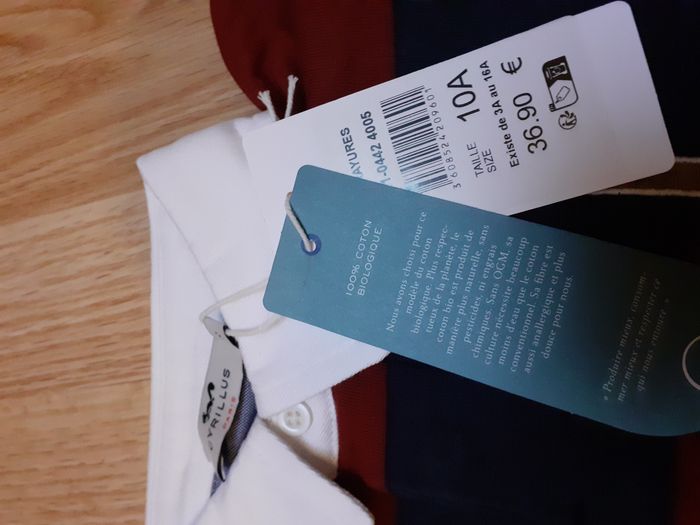 AYURES
-0442 4005
3 608524 209601
TAILLE
SIZE
10A
Existe de 3A au 16A
36.90 €
100% COTON
BIOLOGIQUE
Nous avons choisi pour ce
modèle du coton
biologique. Plus respec-
tueux de la planète, le
coton bio est produit de
manière plus naturelle, sans
pesticides, ni engrais
chimiques. Sans OGM, sa
culture nécessite beaucoup
moins d'eau que le coton
conventionnel. Sa fibre est
aussi anallergique et plus
douce pour nous.
« Produire mieux, consom-
mer mieux et respecter ce
qui nous entoure. »
CYRILLUS
PARIS